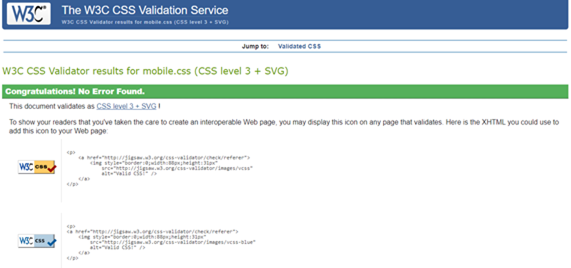 W3C® The W3C CSS Validation Service
W3C CSS Validator results for mobile.css (CSS level 3 + SVG)
Jump to: Validated CSS
W3C CSS Validator results for mobile.css (CSS level 3 + SVG)
Congratulations! No Error Found.
This document validates as CSS level 3 + SVG !
To show your readers that you've taken the care to create an interoperable Web page, you may display this icon on any page that validates. Here is the XHTML you could use to
add this icon to your Web page:
W3C css
<p>
<a href="http://jigsaw.w3.org/css-validator/check/referer">
<img style="border:0;width:88px;height:31px"
src="http://jigsaw.w3.org/css-validator/images/vcss"
alt="Valid CSS!" />
</a>
</p>
W3C css
<p>
<a href="http://jigsaw.w3.org/css-validator/check/referer">
<img style="border:0;width:88px;height:31px"
src="http://jigsaw.w3.org/css-validator/images/vcss-blue"
alt="Valid CSS!" />
</a>
</p>